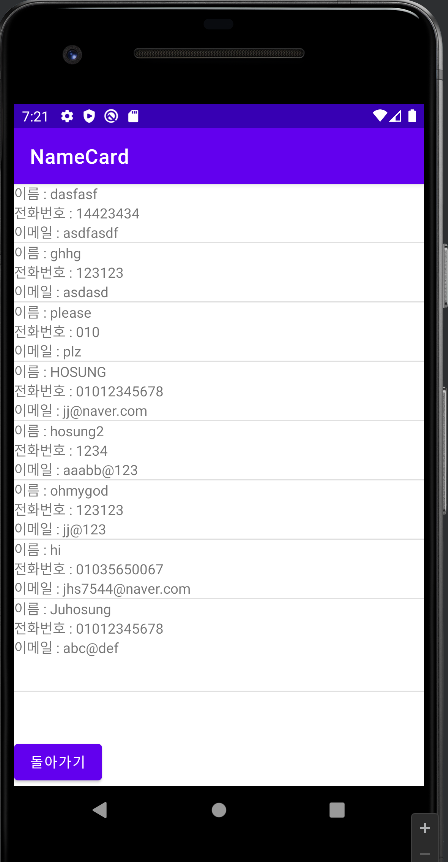 7:21
NameCard
이름 : dasfasf
전화번호 : 14423434
이메일 : asdfasdf
이름 : ghhg
전화번호 : 123123
이메일 : asdasd
이름 : please
전화번호 : 010
이메일 : plz
이름 : HOSUNG
전화번호 : 01012345678
이메일 : jj@naver.com
이름 : hosung2
전화번호 : 1234
이메일 : aaabb@123
이름 : ohmygod
전화번호 : 123123
이메일 : jj@123
이름 : hi
전화번호 : 01035650067
이메일 : jhs7544@naver.com
이름 : Juhosung
전화번호 : 01012345678
이메일 : abc@def
돌아가기